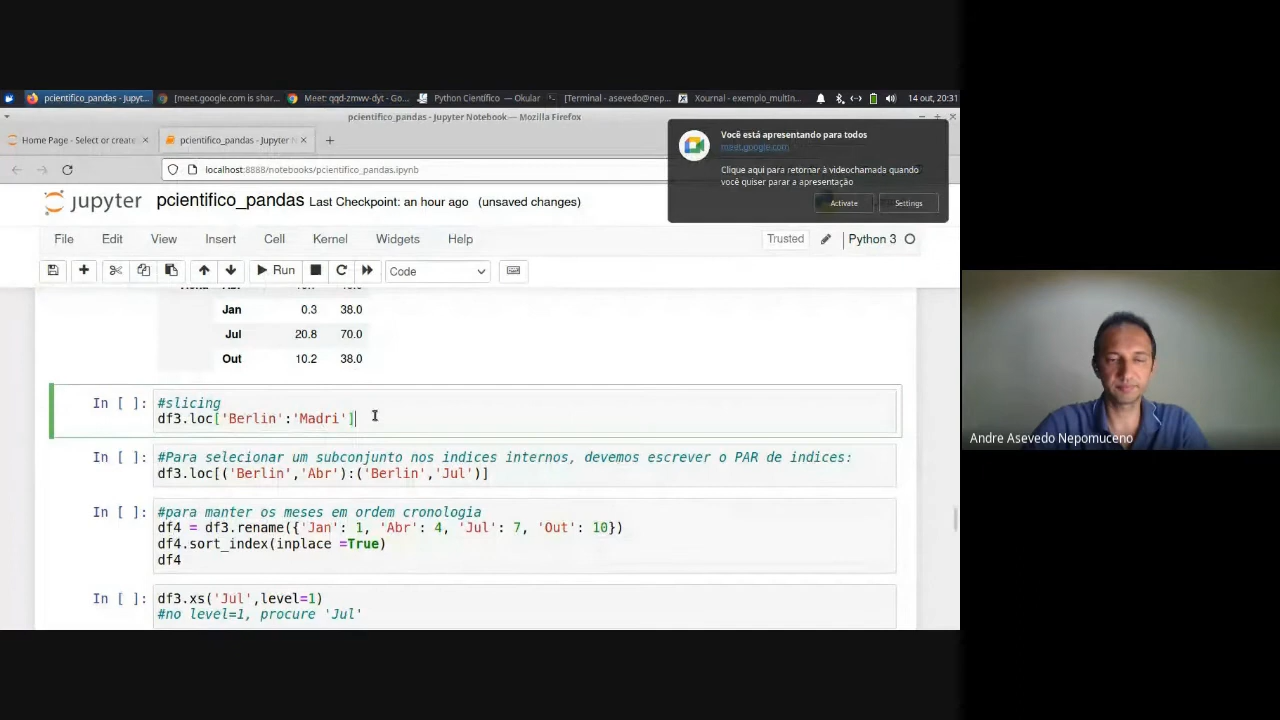 pcientifico_pandas - Jupyt...
[meet.google.com is shar...
Meet: qqd-zmwv-dyt - Go...
Python Científico — Okular
[Terminal - asevedo@nep...
Xournal - exemplo_multIn...
14 out, 20:31
pcientifico_pandas - Jupyter Notebook — Mozilla Firefox
Home Page - Select or create
pcientifico_pandas - Jupyter N
localhost:8888/notebooks/pcientifico_pandas.ipynb
Você está apresentando para todos
meet.google.com
Clique aqui para retornar à videochamada quando
você quiser parar a apresentação
Activate
Settings
jupyter
pcientifico_pandas
Last Checkpoint: an hour ago
(unsaved changes)
File
Edit
View
Insert
Cell
Kernel
Widgets
Help
Trusted
Python 3
Run
Code
Jan 0.3 38.0
Jul 20.8 70.0
Out 10.2 38.0
In [ ]:
#slicing
df3.loc['Berlin':'Madri']
In [ ]:
#Para selecionar um subconjunto nos indices internos, devemos escrever o PAR de indices:
df3.loc[('Berlin','Abr'):('Berlin','Jul')]
In [ ]:
#para manter os meses em ordem cronologia
df4 = df3.rename({'Jan': 1, 'Abr': 4, 'Jul': 7, 'Out': 10})
df4.sort_index(inplace =True)
df4
In [ ]:
df3.xs('Jul',level=1)
#no level=1, procure 'Jul'
Andre Asevedo Nepomuceno